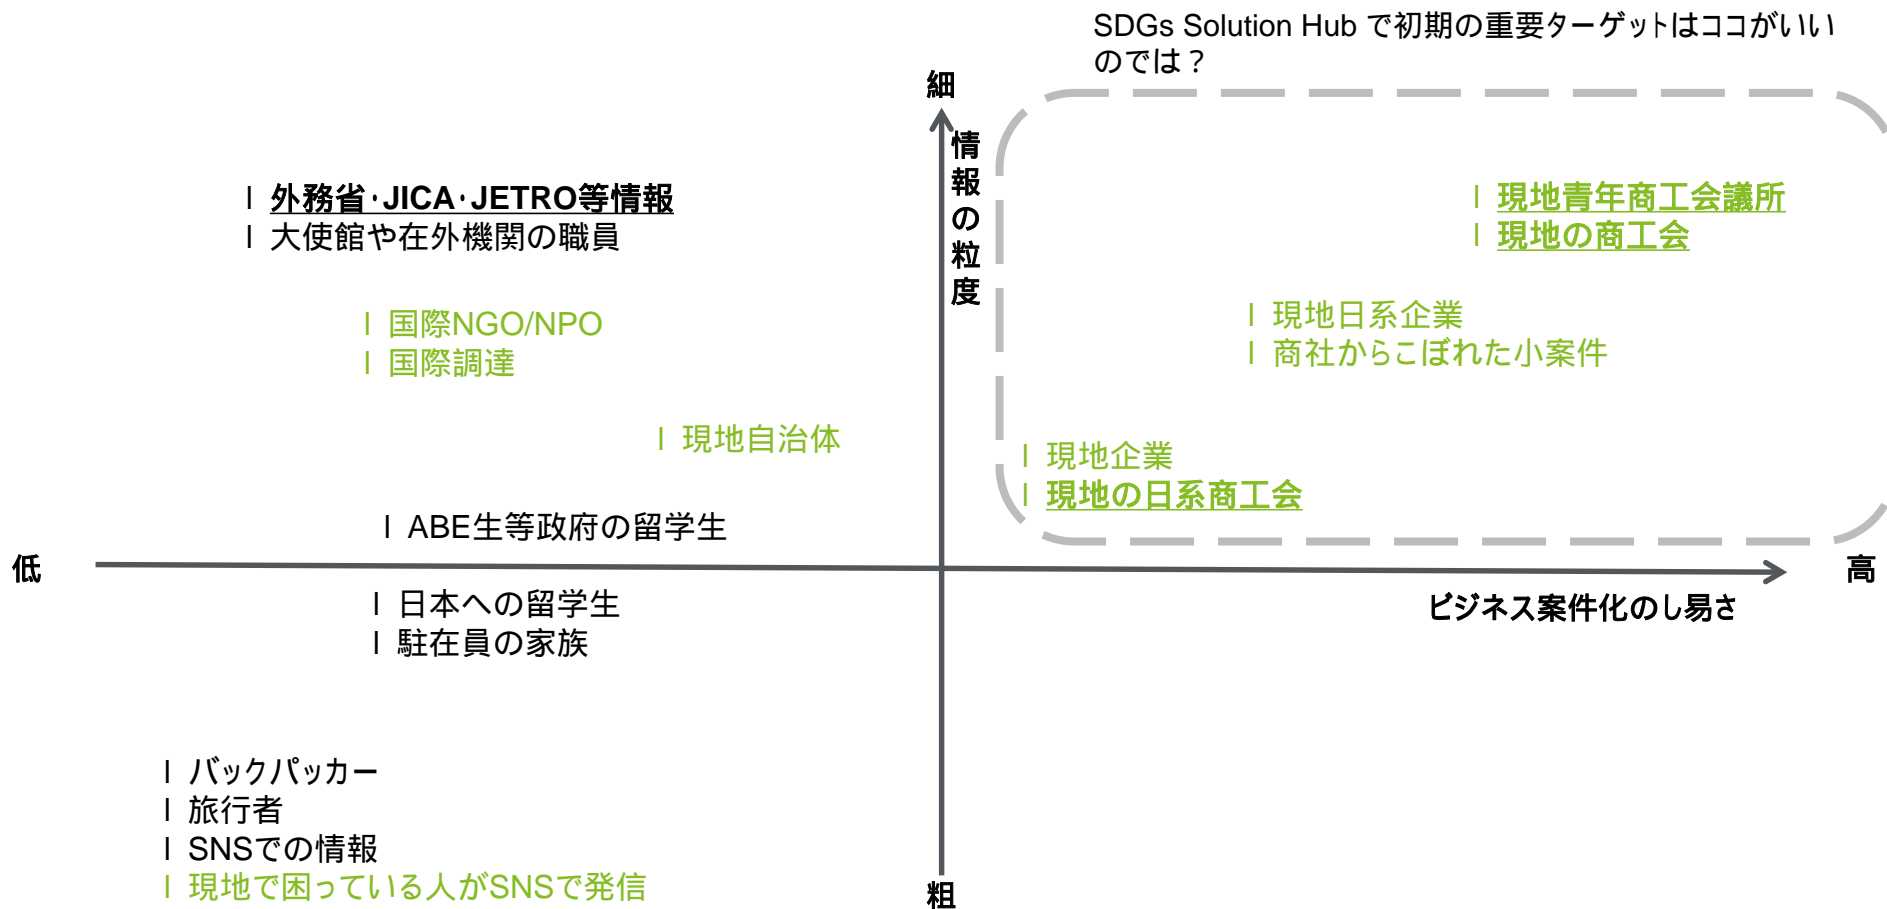 SDGs Solution Hub で初期の重要ターゲットはココがいい
のでは？
細
情報の粒度
l 外務省･JICA･JETRO等情報
l 大使館や在外機関の職員
l 現地青年商工会議所
l 現地の商工会
l 国際NGO/NPO
l 国際調達
l 現地日系企業
l 商社からこぼれた小案件
l 現地自治体
l 現地企業
l 現地の日系商工会
l ABE生等政府の留学生
低
高
ビジネス案件化のし易さ
l 日本への留学生
l 駐在員の家族
l バックパッカー
l 旅行者
l SNSでの情報
l 現地で困っている人がSNSで発信
粗